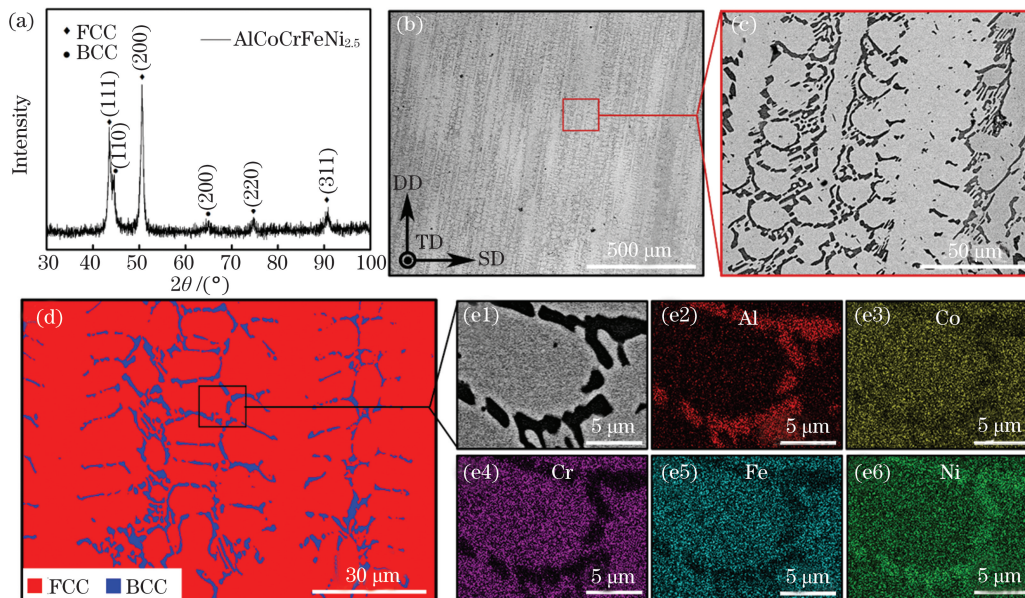 (a)
♦ FCC
● BCC
AlCoCrFeNi2.5
(111)
(110)
(200)
(200)
(220)
(311)
Intensity
30 40 50 60 70 80 90 100
2θ /(°)
(b)
DD
TD
SD
500 μm
(c)
50 μm
(d)
FCC BCC
30 μm
(e1)
5 μm
(e2) Al
5 μm
(e3) Co
5 μm
(e4) Cr
5 μm
(e5) Fe
5 μm
(e6) Ni
5 μm